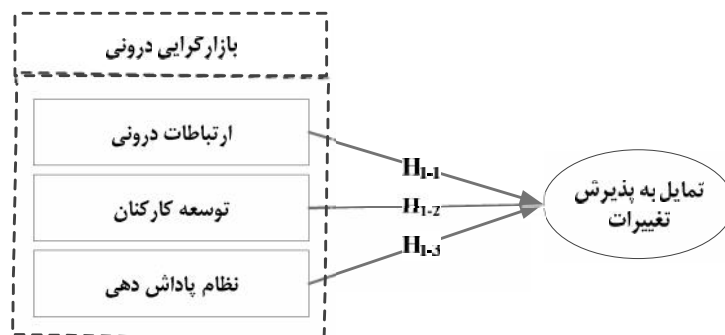 بازارگرایی درونی
ارتباطات درونی
توسعه کارکنان
نظام پاداش دهی
H1-1
H1-2
H1-3
تمایل به پذیرش
تغییرات